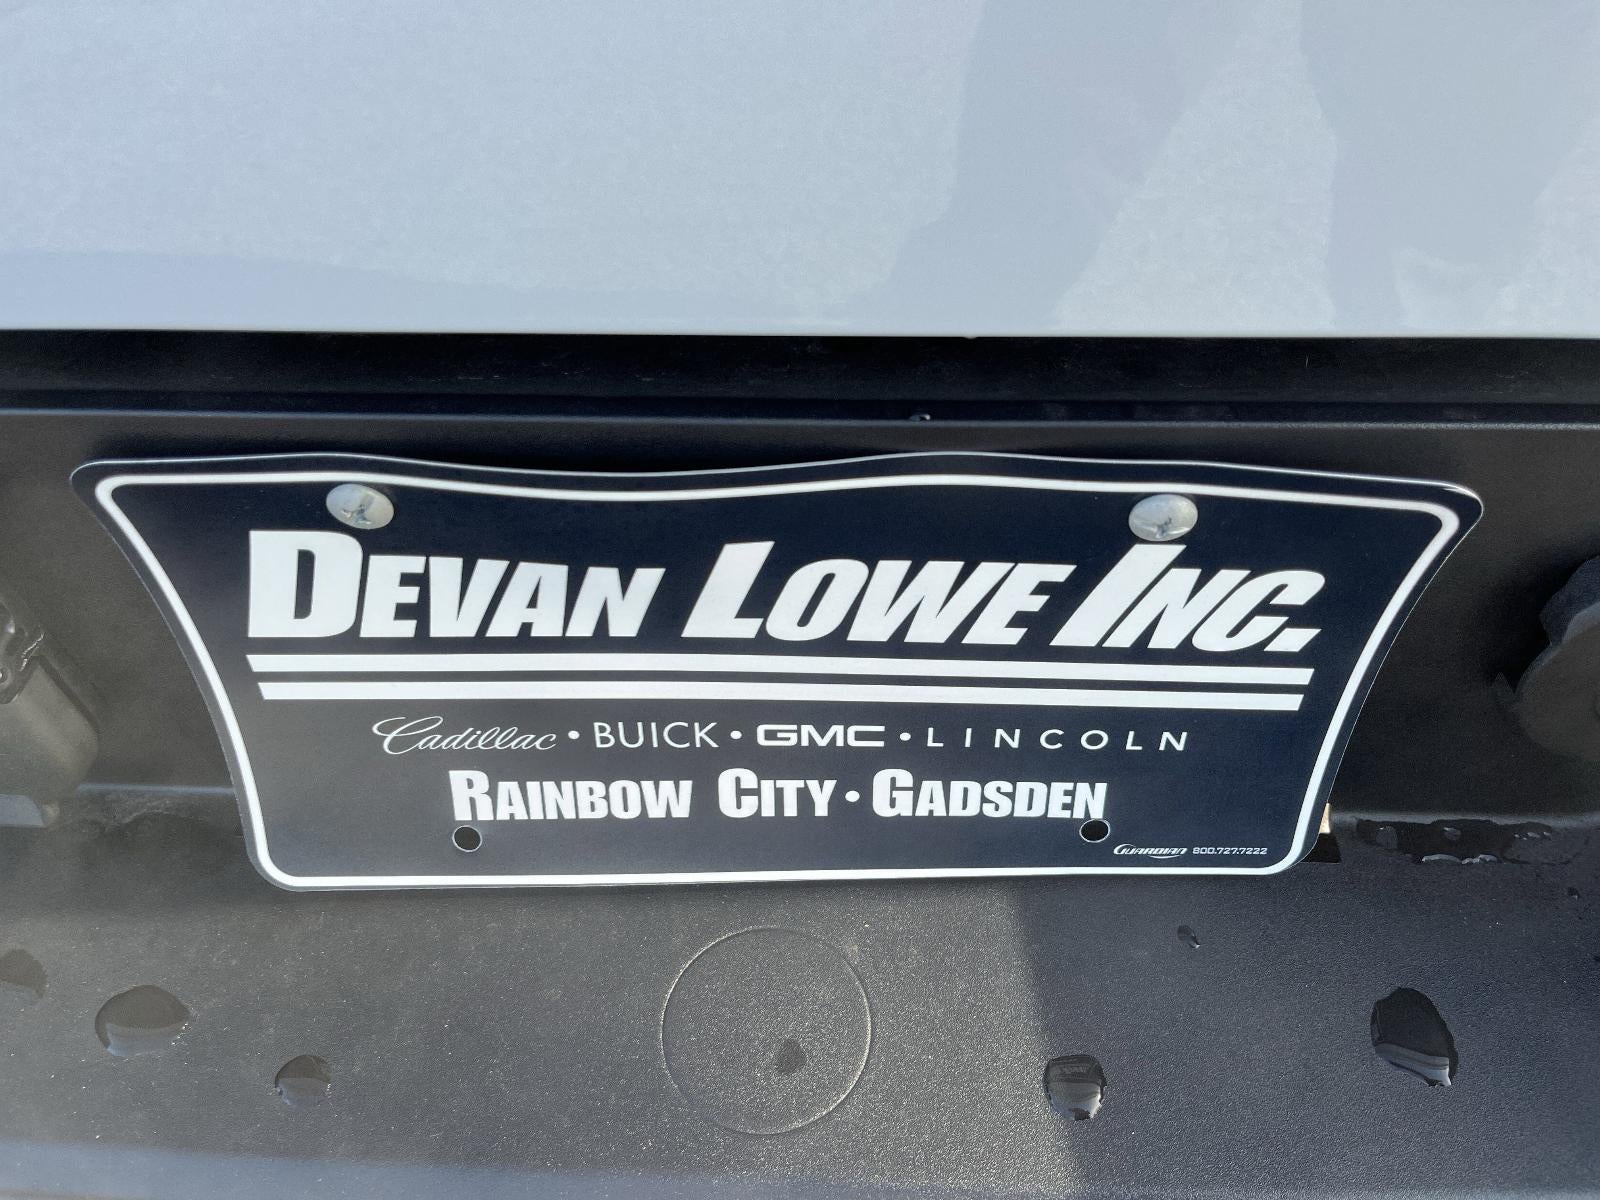 DEVAN LOWE INC.
Cadillac • BUICK • GMC • LINCOLN
RAINBOW CITY • GADSDEN
GUARDIAN 800.727.7222